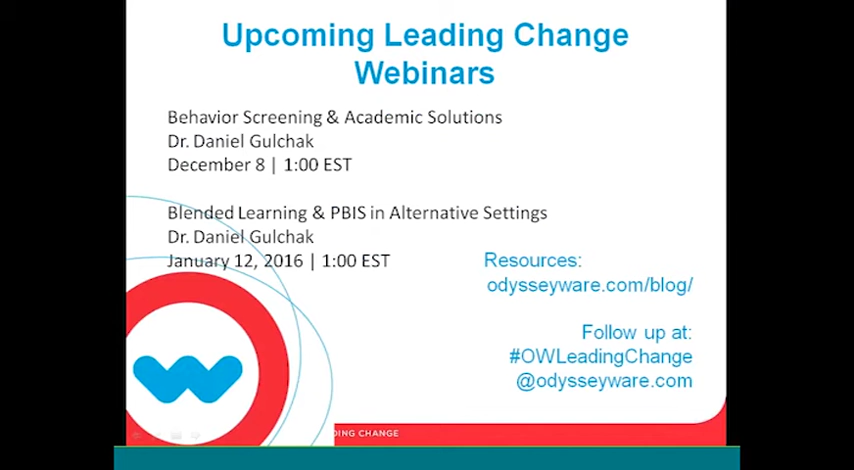 Upcoming Leading Change
Webinars
Behavior Screening & Academic Solutions
Dr. Daniel Gulchak
December 8 | 1:00 EST
Blended Learning & PBIS in Alternative Settings
Dr. Daniel Gulchak
January 12, 2016 | 1:00 EST
Resources:
odysseyware.com/blog/
Follow up at:
#OWLeadingChange
@odysseyware.com
CHANGE